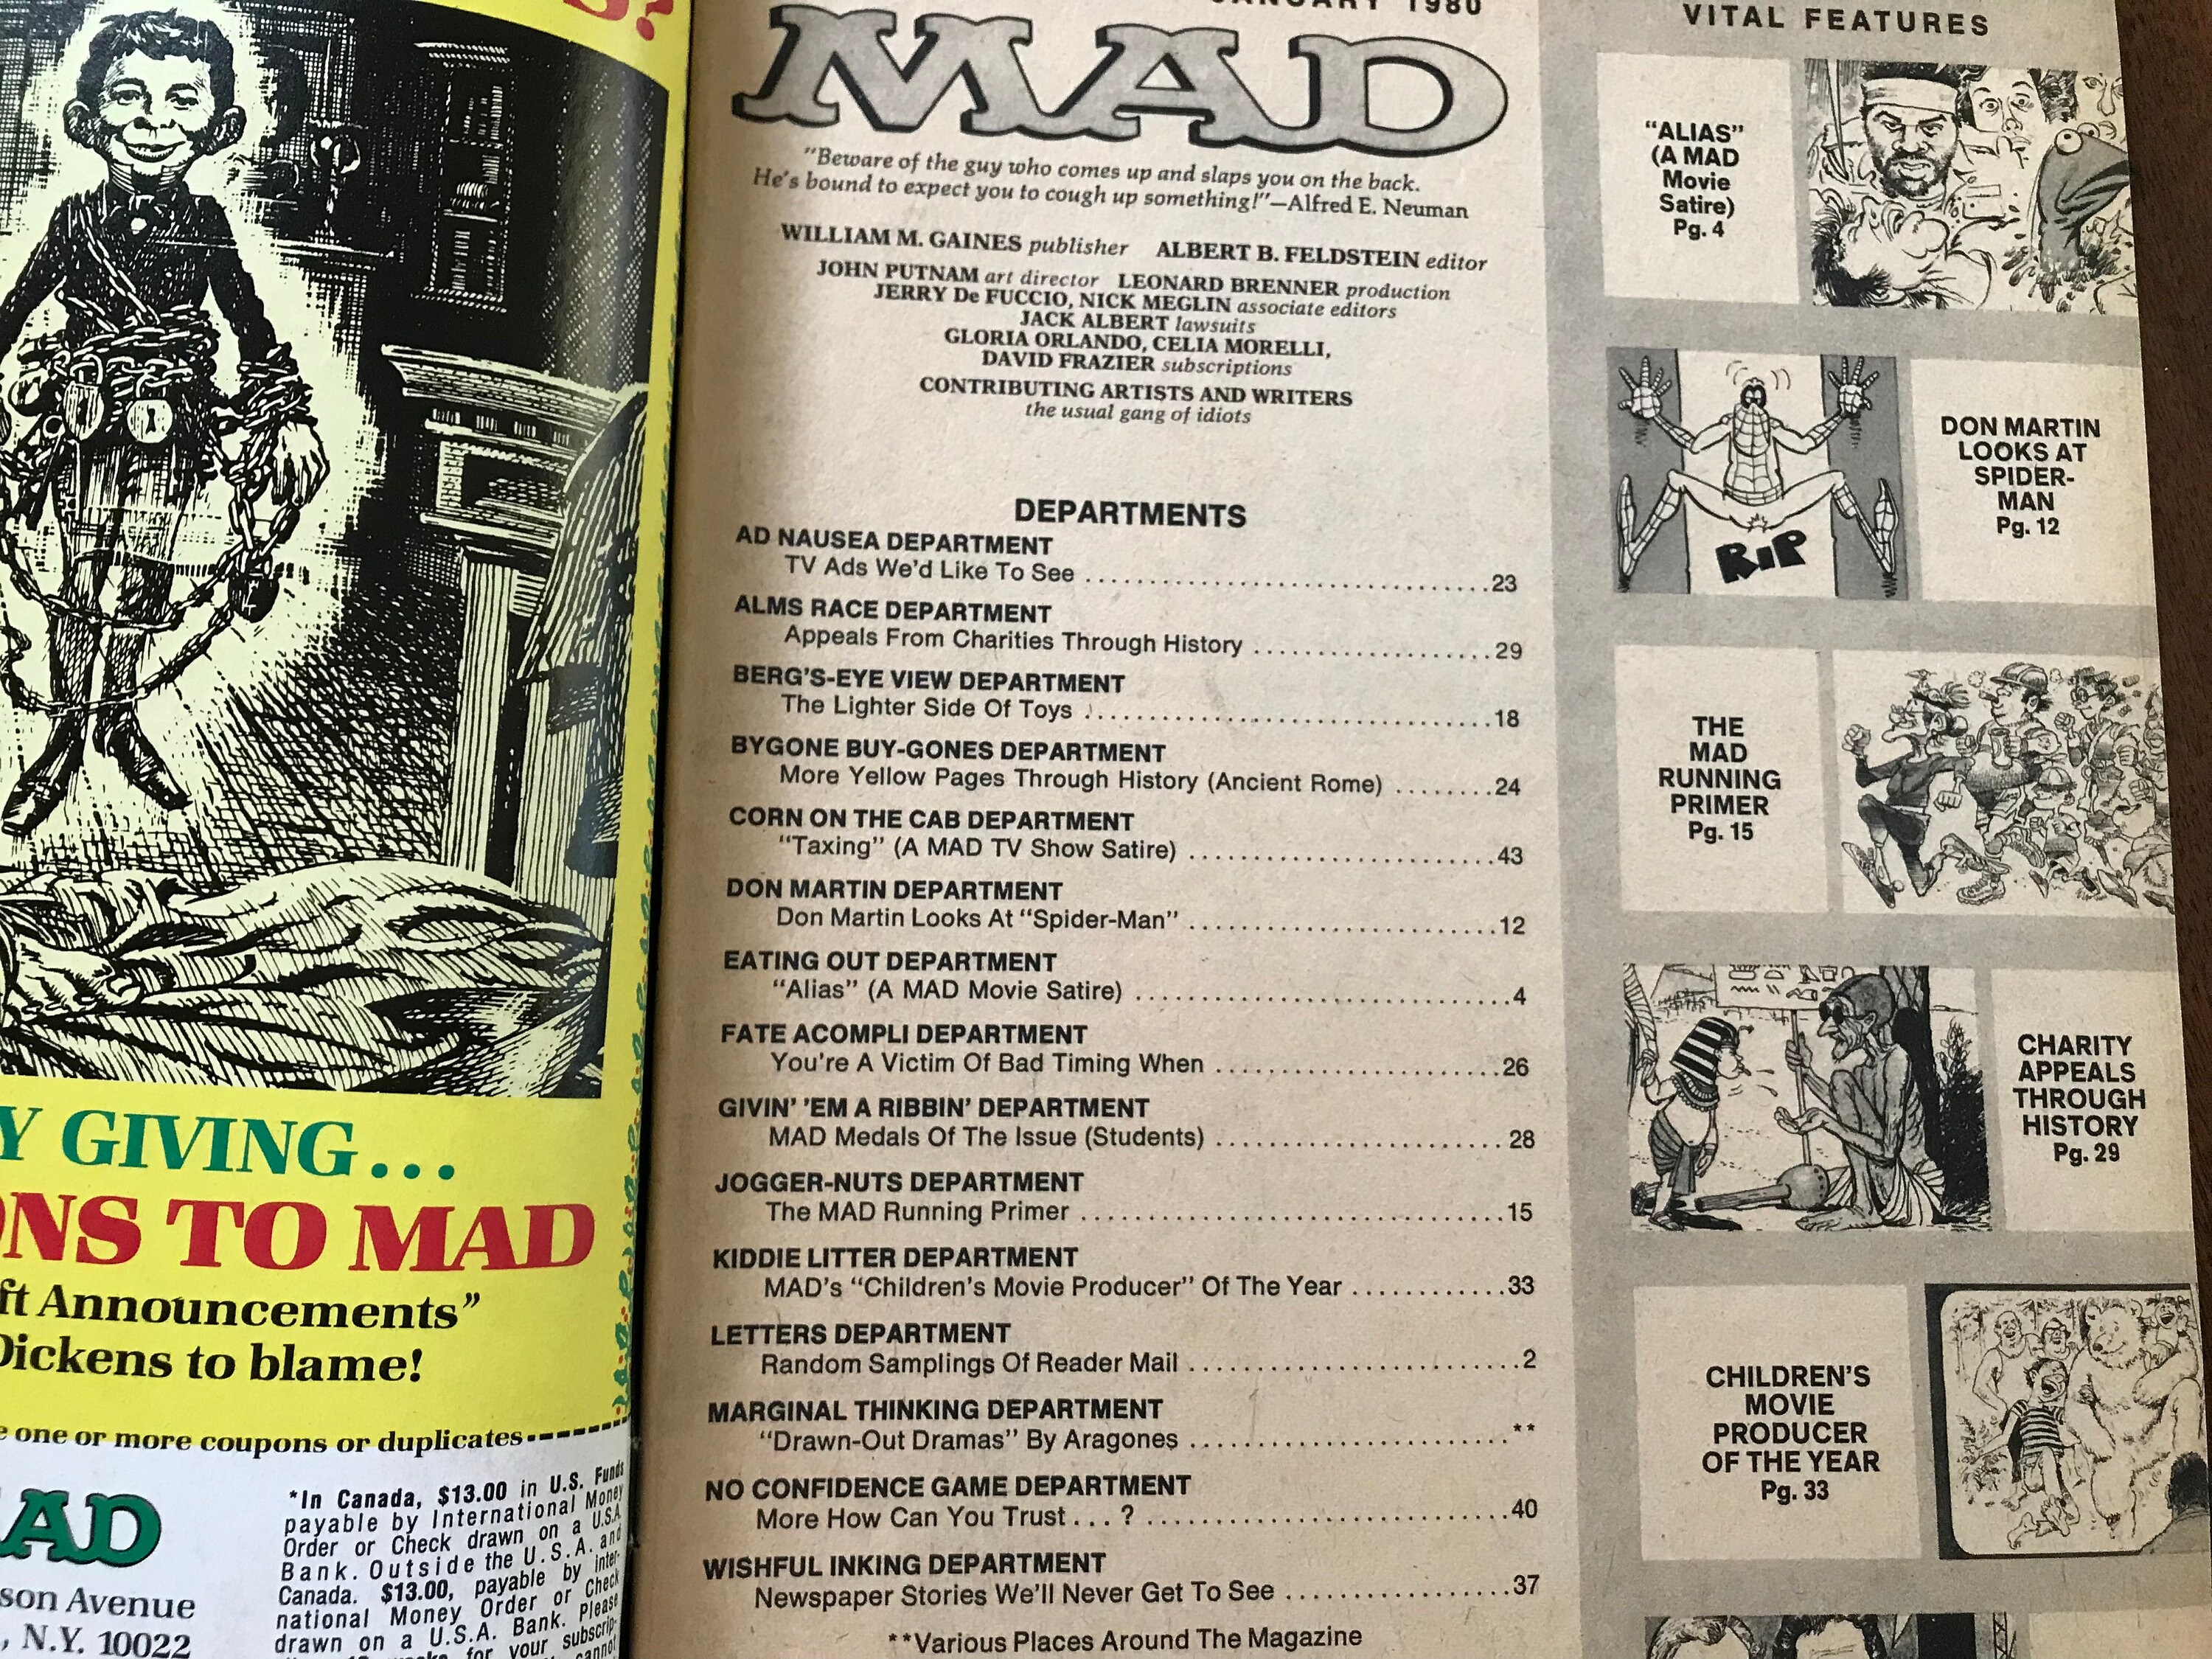 Y GIVING...
ONS TO MAD
ft Announcements”
Dickens to blame!
e one or more coupons or duplicates
MAD
son Avenue
, N.Y. 10022
*In Canada, $13.00 in U.S. Funds
payable by International Money
Order or Check drawn on a U.S.A.
Bank. Outside the U.S.A. and
Canada. $13.00, payable by Inter-
national Money Order or Check
drawn on a U.S.A. Bank. Please
for your subscrip-
cannot
JANUARY 1980
MAD
"Beware of the guy who comes up and slaps you on the back.
He's bound to expect you to cough up something!"—Alfred E. Neuman
WILLIAM M. GAINES publisher ALBERT B. FELDSTEIN editor
JOHN PUTNAM art director LEONARD BRENNER production
JERRY De FUCCIO, NICK MEGLIN associate editors
JACK ALBERT lawsuits
GLORIA ORLANDO, CELIA MORELLI,
DAVID FRAZIER subscriptions
CONTRIBUTING ARTISTS AND WRITERS
the usual gang of idiots
DEPARTMENTS
AD NAUSEA DEPARTMENT
TV Ads We'd Like To See ........ 23
ALMS RACE DEPARTMENT
Appeals From Charities Through History ........ 29
BERG'S-EYE VIEW DEPARTMENT
The Lighter Side Of Toys ........ 18
BYGONE BUY-GONES DEPARTMENT
More Yellow Pages Through History (Ancient Rome) ........ 24
CORN ON THE CAB DEPARTMENT
"Taxing" (A MAD TV Show Satire) ........ 43
DON MARTIN DEPARTMENT
Don Martin Looks At "Spider-Man" ........ 12
EATING OUT DEPARTMENT
"Alias" (A MAD Movie Satire) ........ 4
FATE ACOMPLI DEPARTMENT
You're A Victim Of Bad Timing When ........ 26
GIVIN' 'EM A RIBBIN' DEPARTMENT
MAD Medals Of The Issue (Students) ........ 28
JOGGER-NUTS DEPARTMENT
The MAD Running Primer ........ 15
KIDDIE LITTER DEPARTMENT
MAD's "Children's Movie Producer" Of The Year ........ 33
LETTERS DEPARTMENT
Random Samplings Of Reader Mail ........ 2
MARGINAL THINKING DEPARTMENT
"Drawn-Out Dramas" By Aragones ........ **
NO CONFIDENCE GAME DEPARTMENT
More How Can You Trust . . . ? ........ 40
WISHFUL INKING DEPARTMENT
Newspaper Stories We'll Never Get To See ........ 37
**Various Places Around The Magazine
VITAL FEATURES
"ALIAS"
(A MAD
Movie
Satire)
Pg. 4
DON MARTIN
LOOKS AT
SPIDER-
MAN
Pg. 12
RIP
THE
MAD
RUNNING
PRIMER
Pg. 15
CHARITY
APPEALS
THROUGH
HISTORY
Pg. 29
CHILDREN'S
MOVIE
PRODUCER
OF THE YEAR
Pg. 33